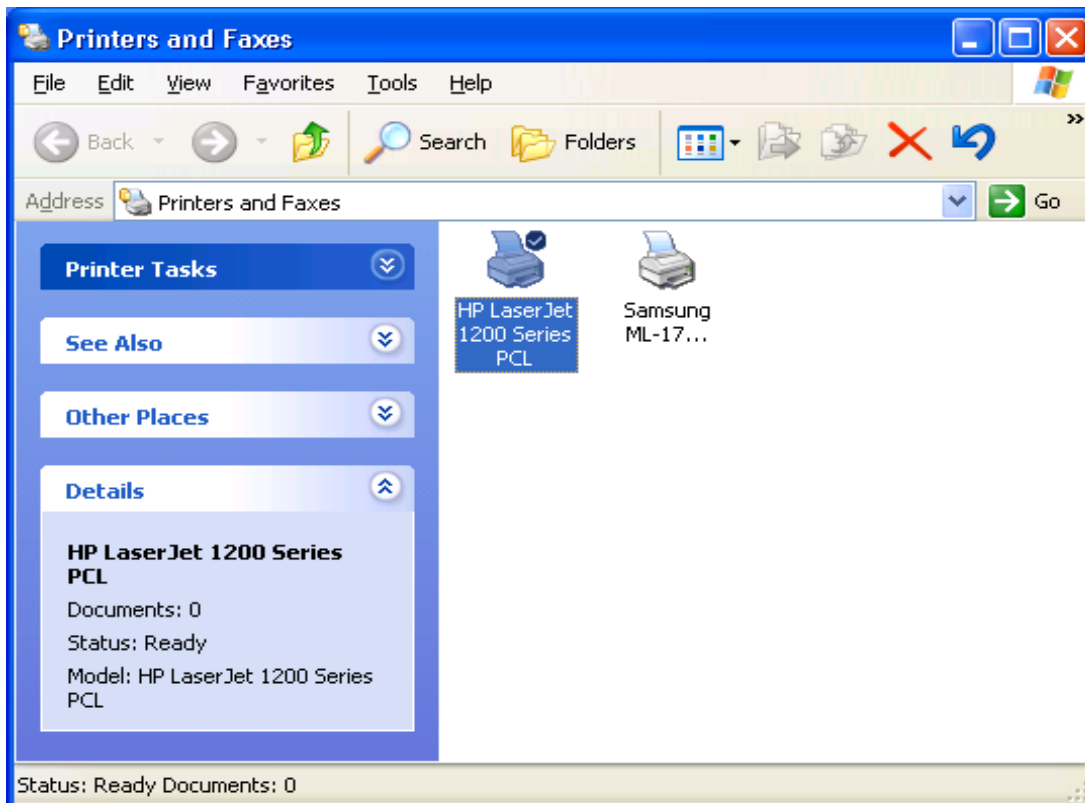 Printers and Faxes
File Edit View Favorites Tools Help
Back Search Folders »
Address Printers and Faxes Go
Printer Tasks
See Also
Other Places
Details
HP LaserJet 1200 Series
PCL
Documents: 0
Status: Ready
Model: HP LaserJet 1200 Series
PCL
HP LaserJet
1200 Series
PCL
Samsung
ML-17...
Status: Ready Documents: 0